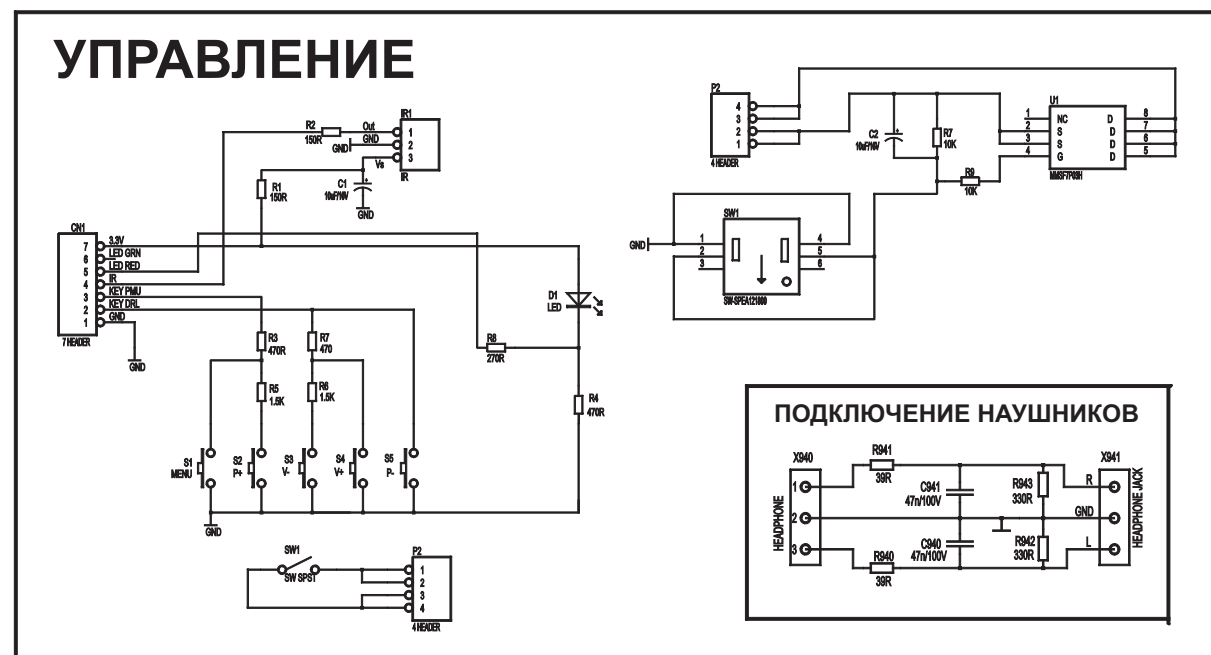 УПРАВЛЕНИЕ
IR1
R2
150R
Out
GND
GND
Vs
1
2
3
IR
R1
150R
C1
10uF/16V
GND
CN1
7
6
5
4
3
2
1
3.3V
LED GRN
LED RED
IR
KEY PMU
KEY DRL
GND
7 HEADER
GND
R3
470R
R7
470
R5
1.5K
R6
1.5K
R8
270R
D1
LED
R4
470R
S1
MENU
S2
P+
S3
V-
S4
V+
S5
P-
GND
SW1
SW SPST
P2
1
2
3
4
4 HEADER
P2
4
3
2
1
4 HEADER
C2
10uF/16V
R7
10K
R9
10K
U1
1
2
3
4
NC
S
S
G
D
D
D
D
8
7
6
5
MMSF7P03H
SW1
GND
1
2
3
4
5
6
SW-SPEA121000
ПОДКЛЮЧЕНИЕ НАУШНИКОВ
X940
HEADPHONE
1
2
3
R941
39R
C941
47n/100V
C940
47n/100V
R940
39R
R943
330R
R942
330R
R
GND
L
X941
HEADPHONE JACK